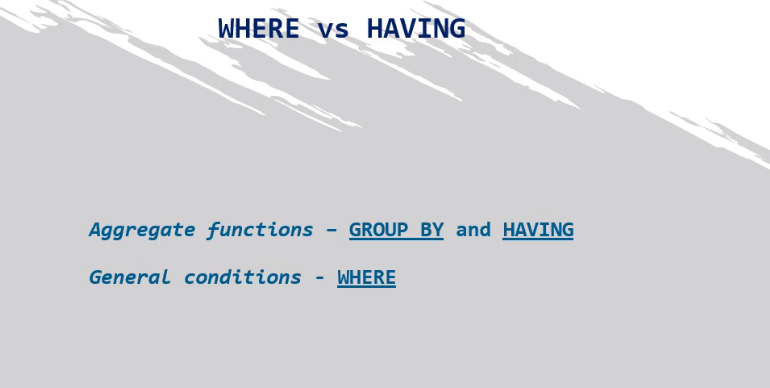 WHERE vs HAVING
Aggregate functions – GROUP BY and HAVING
General conditions - WHERE